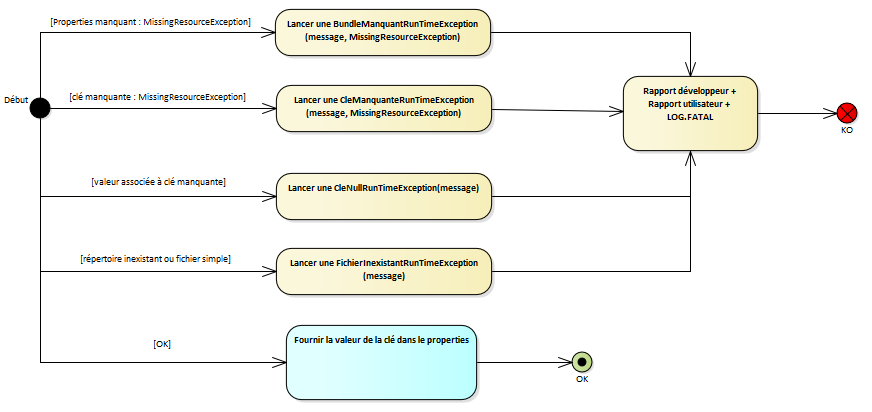 [Properties manquant : MissingResourceException]
Lancer une BundleManquantRunTimeException
(message, MissingResourceException)
Début
[clé manquante : MissingResourceException]
Lancer une CleManquanteRunTimeException
(message, MissingResourceException)
Rapport développeur +
Rapport utilisateur +
LOG.FATAL
KO
[valeur associée à clé manquante]
Lancer une CleNullRunTimeException(message)
[répertoire inexistant ou fichier simple]
Lancer une FichierInexistantRunTimeException
(message)
[OK]
Fournir la valeur de la clé dans le properties
OK